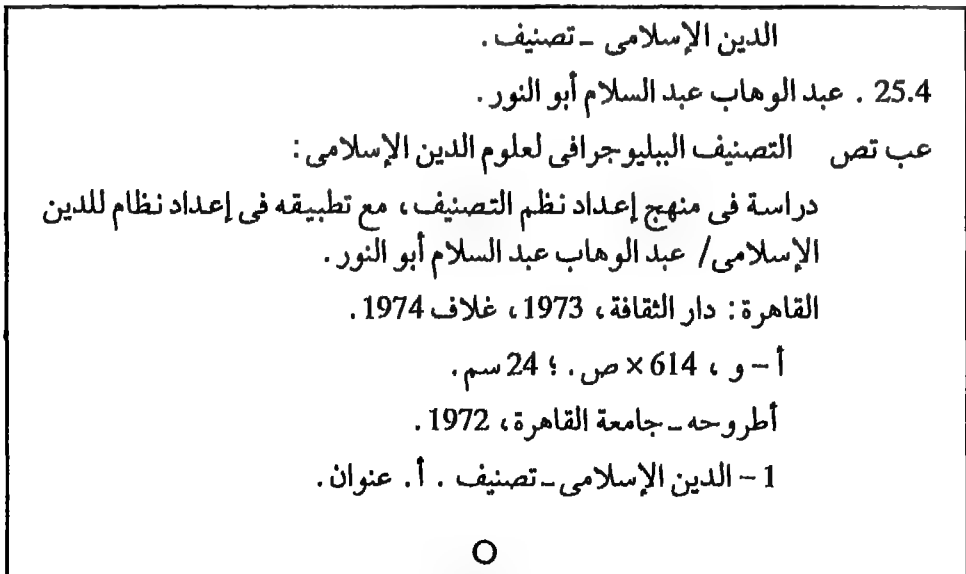 الدين الإسلامى ـ تصنيف .
25.4 . عبد الوهاب عبد السلام أبو النور .
عب تص التصنيف الببليوجرافى لعلوم الدين الإسلامى :
دراسة فى منهج إعداد نظم التصنيف ، مع تطبيقه فى إعداد نظام للدين
الإسلامى/ عبد الوهاب عبد السلام أبو النور .
القاهرة : دار الثقافة ، 1973 ، غلاف 1974 .
أ – و ، 614 × ص . ؛ 24 سم .
أطروحه ـ جامعة القاهرة ، 1972 .
1 – الدين الإسلامى ـ تصنيف . أ . عنوان .